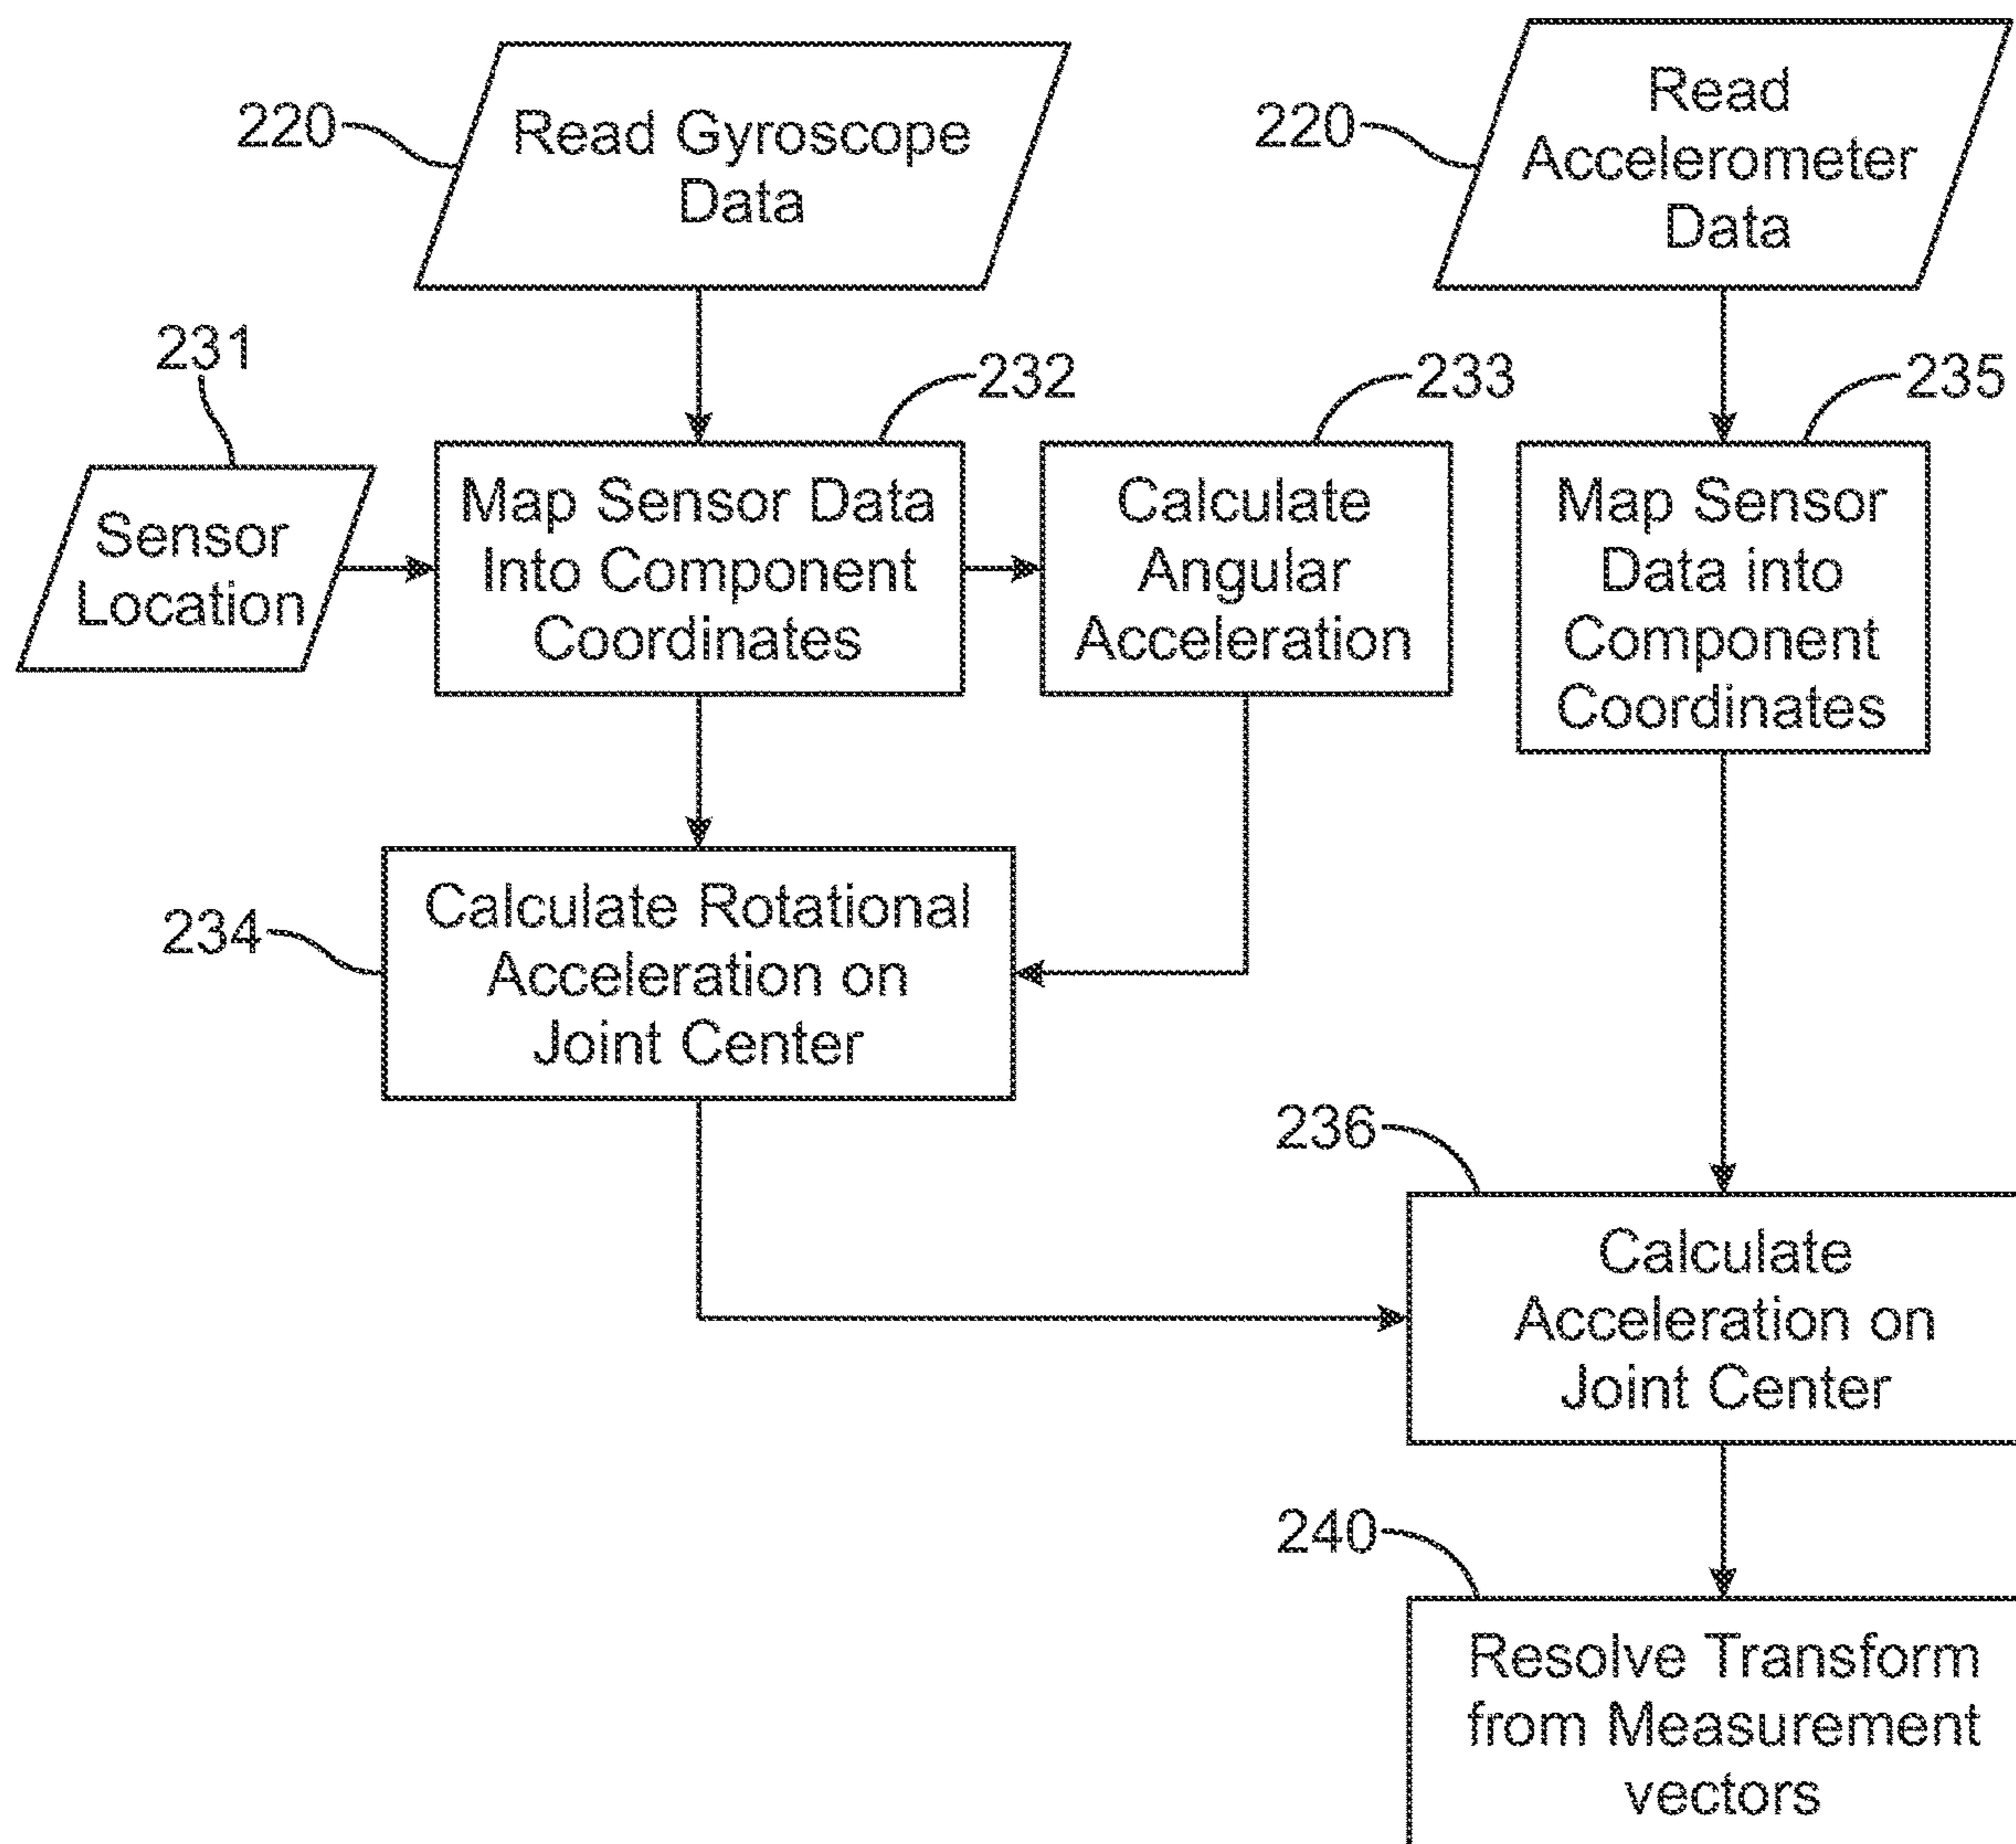 220
Read Gyroscope
Data
220
Read
Accelerometer
Data
231
Sensor
Location
232
Map Sensor Data
Into Component
Coordinates
233
Calculate
Angular
Acceleration
235
Map Sensor
Data into
Component
Coordinates
234
Calculate Rotational
Acceleration on
Joint Center
236
Calculate
Acceleration on
Joint Center
240
Resolve Transform
from Measurement
vectors